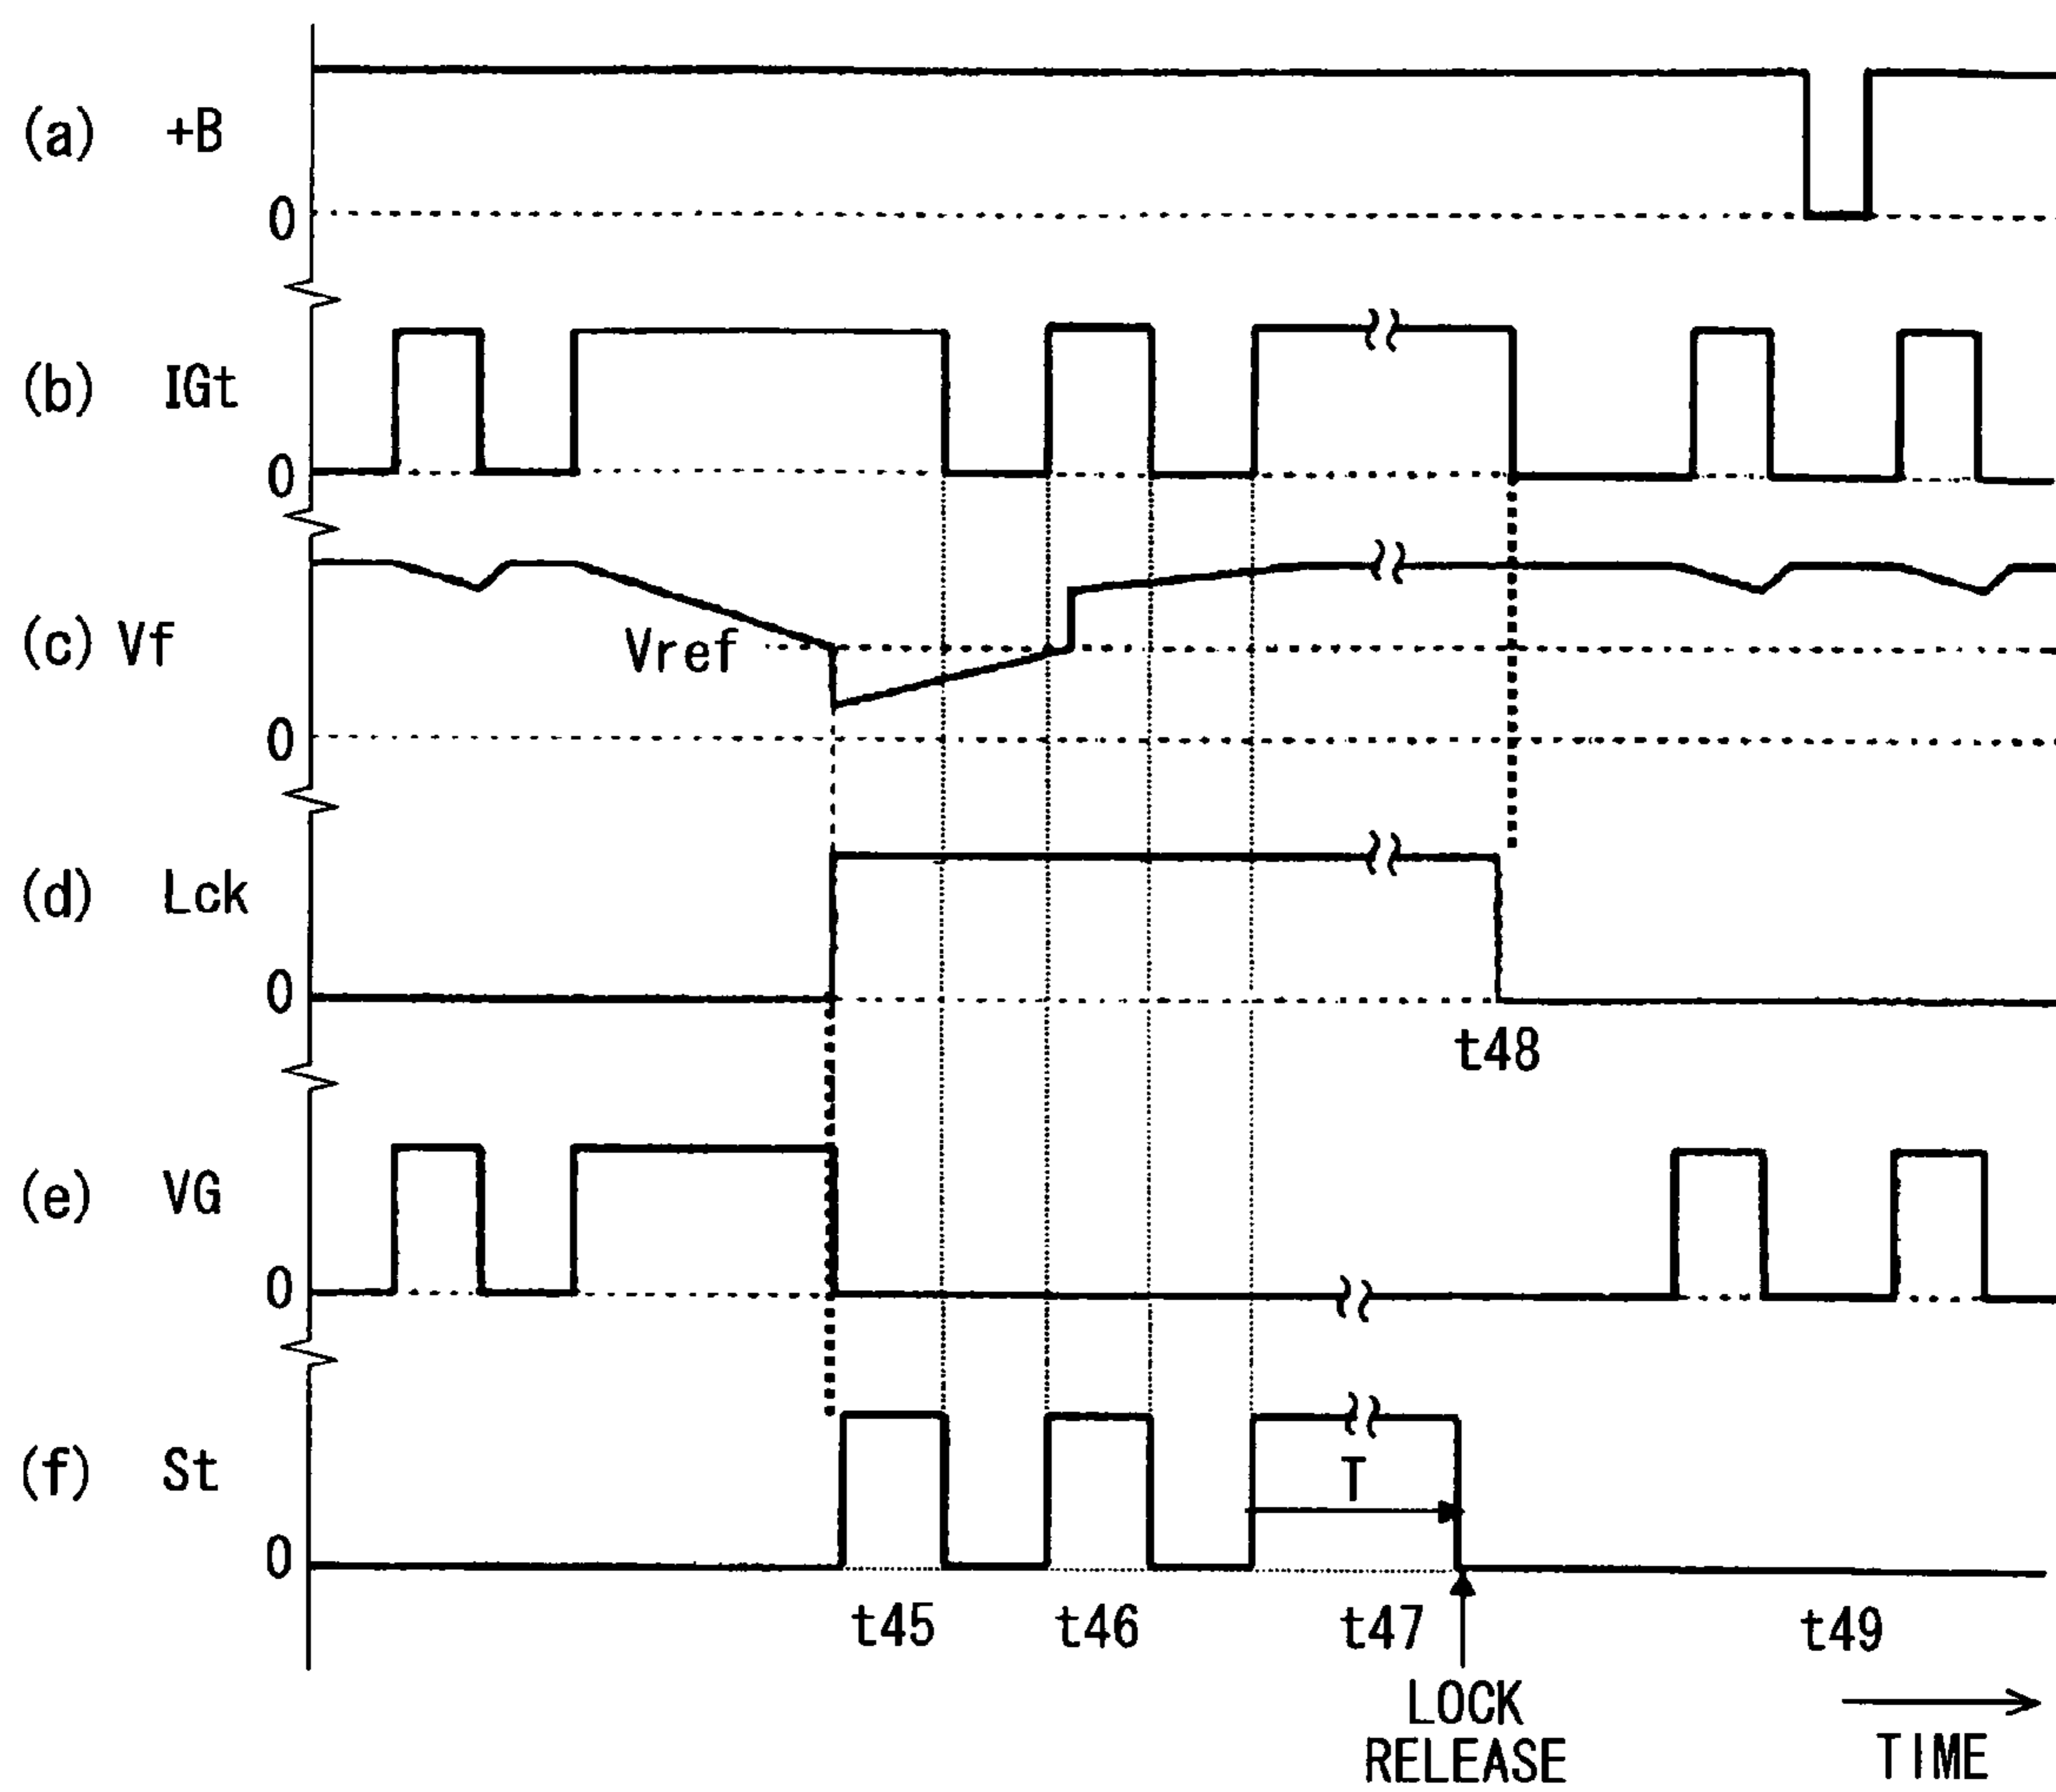 (a) +B
0
(b) IGt
0
(c) Vf
Vref
0
(d) Lck
0
t48
(e) VG
0
(f) St
T
0
t45 t46 t47 t49
LOCK
RELEASE
TIME